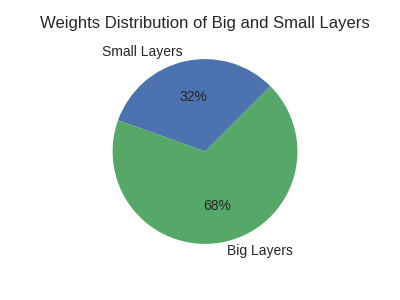 Weights Distribution of Big and Small Layers
Small Layers
32%
68%
Big Layers